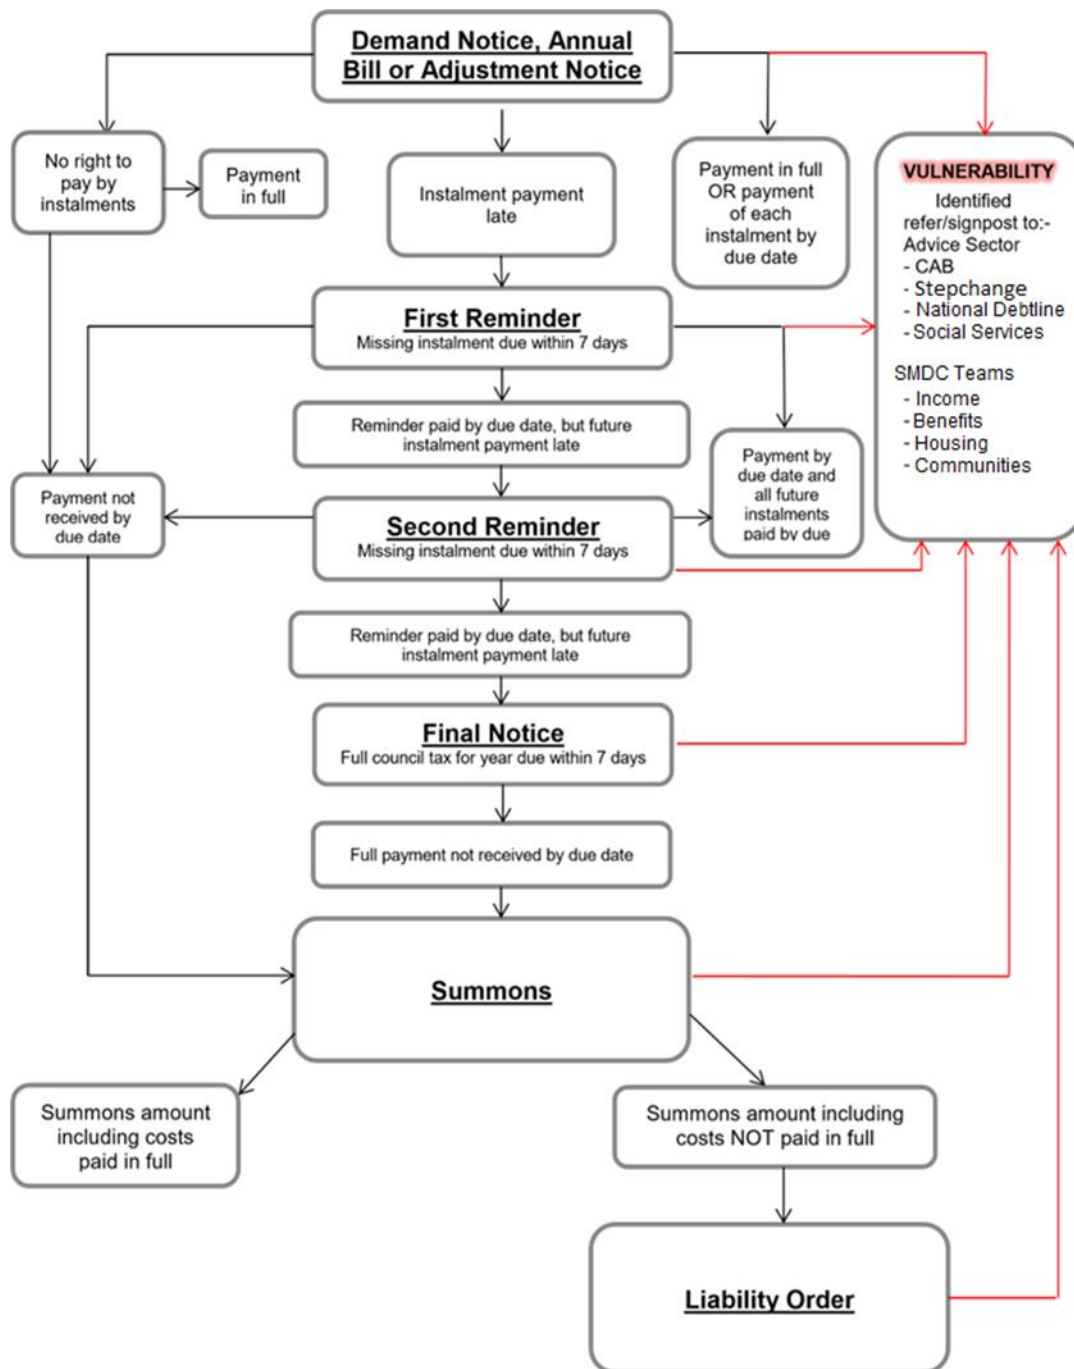 Demand Notice, Annual
Bill or Adjustment Notice
No right to
pay by
instalments
Payment
in full
Instalment payment
late
Payment in full
OR payment
of each
instalment by
due date
VULNERABILITY
Identified
refer/signpost to:-
Advice Sector
- CAB
- Stepchange
- National Debtline
- Social Services
SMDC Teams
- Income
- Benefits
- Housing
- Communities
First Reminder
Missing instalment due within 7 days
Reminder paid by due date, but future
instalment payment late
Payment by
due date and
all future
instalments
paid by due
Payment not
received by
due date
Second Reminder
Missing instalment due within 7 days
Reminder paid by due date, but future
instalment payment late
Final Notice
Full council tax for year due within 7 days
Full payment not received by due date
Summons
Summons amount
including costs
paid in full
Summons amount including
costs NOT paid in full
Liability Order